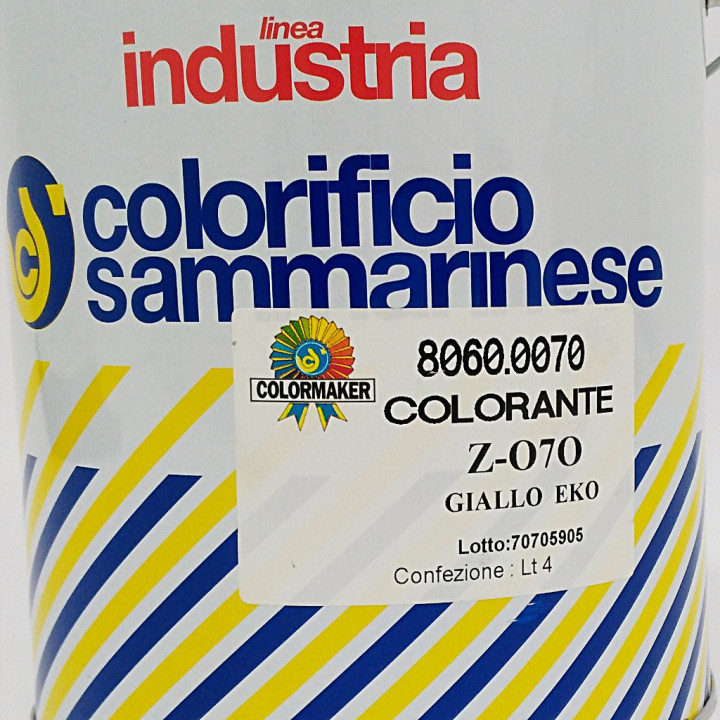 linea
industria
colorificio
sammarinese
COLORMAKER
8060.0070
COLORANTE
Z-070
GIALLO EKO
Lotto:70705905
Confezione : Lt 4